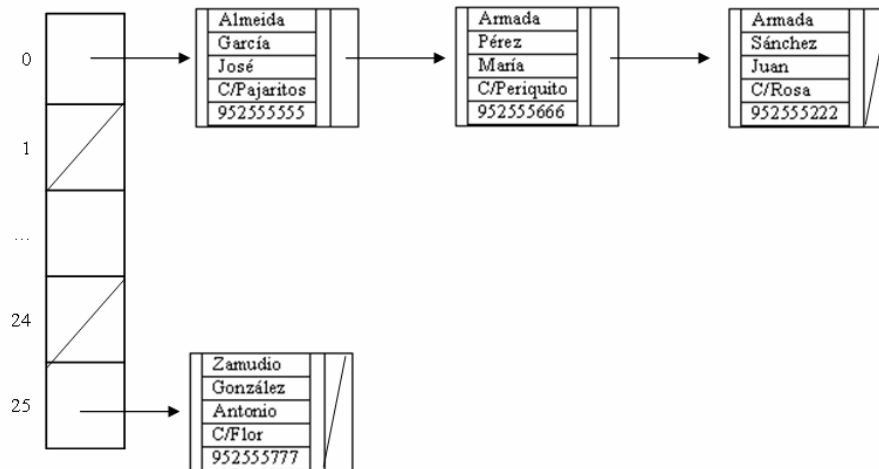 0
Almeida
García
José
C/Pajaritos
952555555
Armada
Pérez
María
C/Periquito
952555666
Armada
Sánchez
Juan
C/Rosa
952555222
1
...
24
25
Zamudio
González
Antonio
C/Flor
952555777